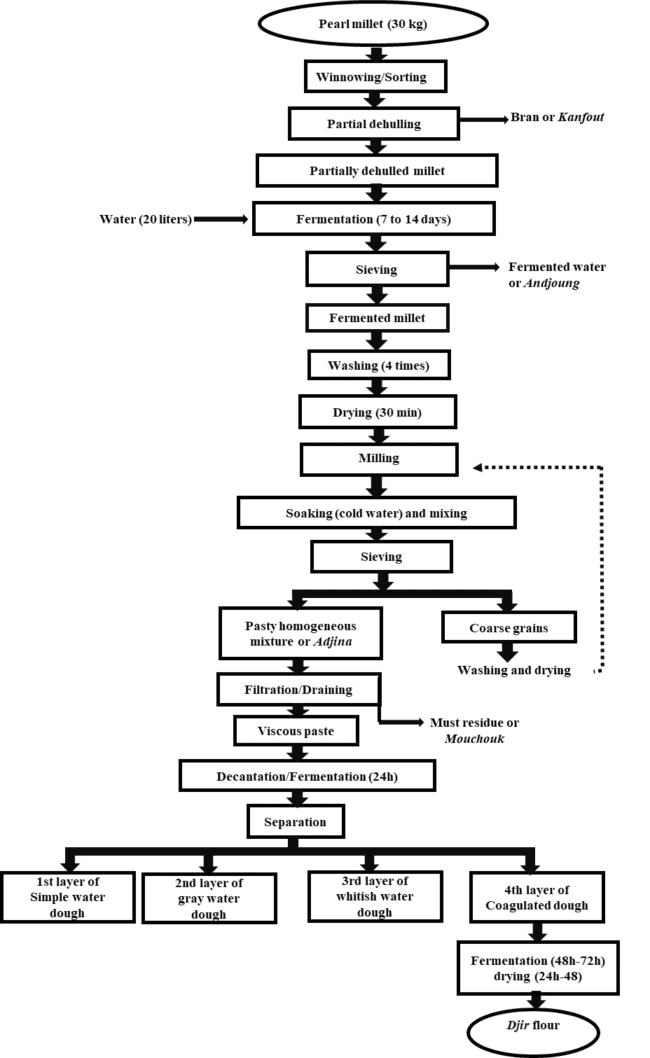 Pearl millet (30 kg)
Winnowing/Sorting
Partial dehulling
Bran or Kanfout
Partially dehulled millet
Water (20 liters)
Fermentation (7 to 14 days)
Sieving
Fermented water
or Andjoung
Fermented millet
Washing (4 times)
Drying (30 min)
Milling
Soaking (cold water) and mixing
Sieving
Pasty homogeneous
mixture or Adjina
Coarse grains
Washing and drying
Filtration/Draining
Must residue or
Mouchouk
Viscous paste
Decantation/Fermentation (24h)
Separation
1st layer of
Simple water
dough
2nd layer of
gray water
dough
3rd layer of
whitish water
dough
4th layer of
Coagulated dough
Fermentation (48h-72h)
drying (24h-48)
Djir flour